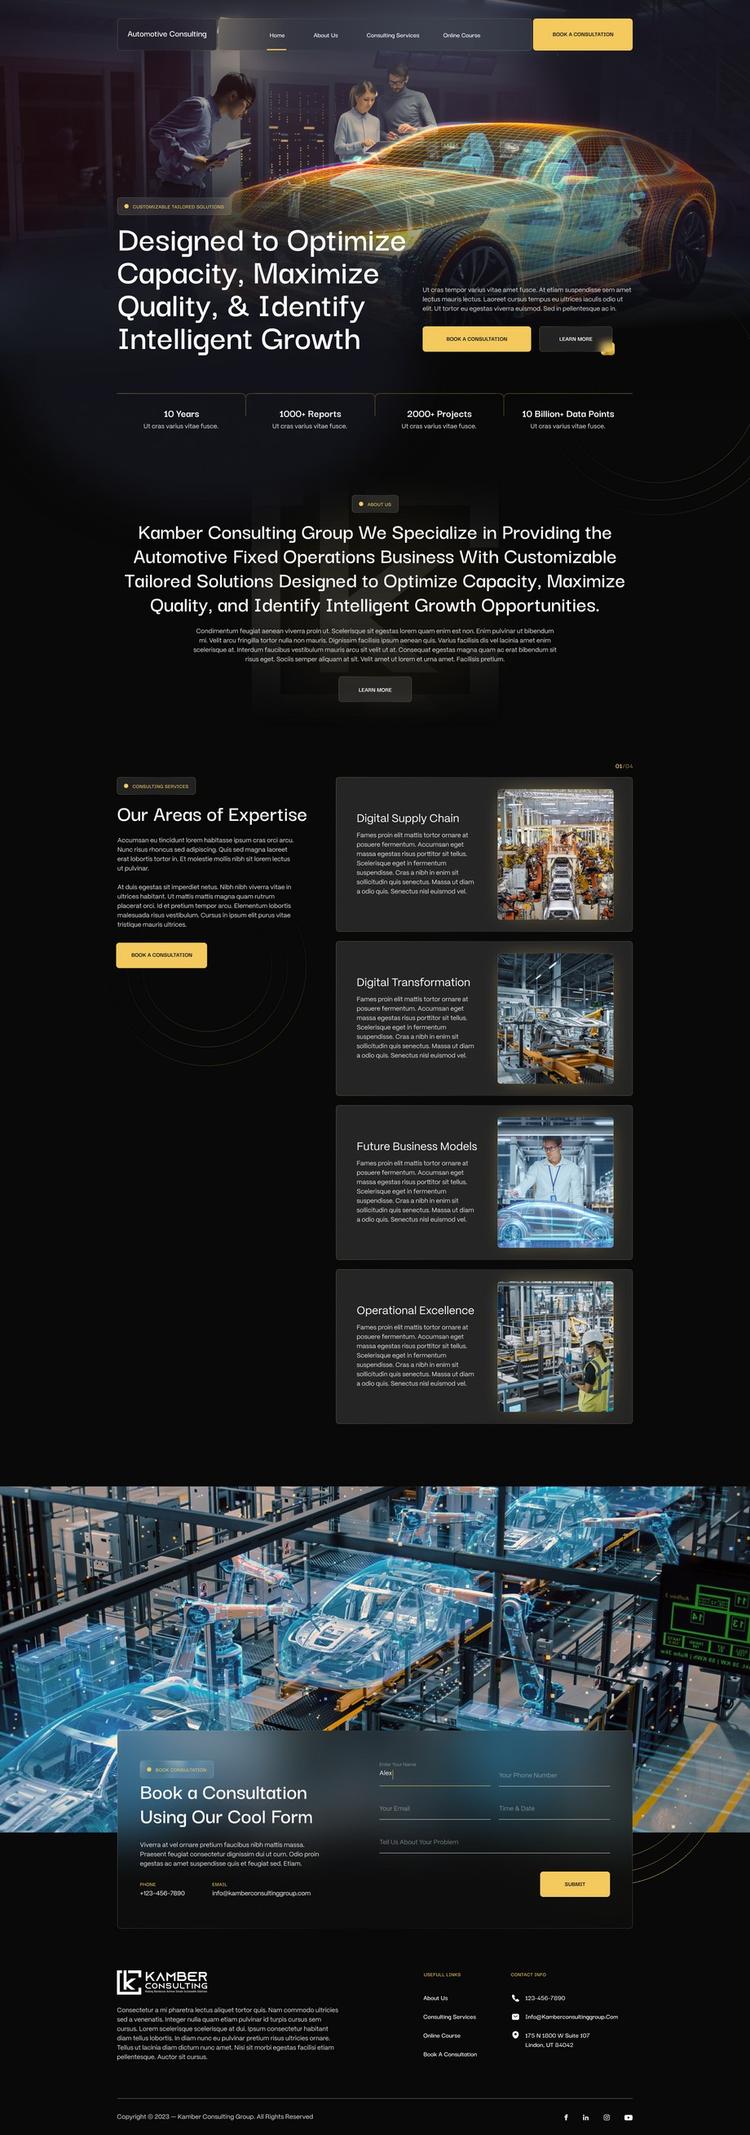 Automotive Consulting
Home
About Us
Consulting Services
Online Course
BOOK A CONSULTATION
CUSTOMIZABLE TAILORED SOLUTIONS
Designed to Optimize
Capacity, Maximize
Quality, & Identify
Intelligent Growth
Ut cras tempor varius vitae amet fusce. At etiam suspendisse sem amet
lectus mauris lectus. Laoreet cursus tempus eu ultrices iaculis odio ut
elit. Ut tortor eu egestas viverra euismod. Sed in pellentesque ac in.
BOOK A CONSULTATION
LEARN MORE
10 Years
Ut cras varius vitae fusce.
1000+ Reports
Ut cras varius vitae fusce.
2000+ Projects
Ut cras varius vitae fusce.
10 Billion+ Data Points
Ut cras varius vitae fusce.
ABOUT US
Kamber Consulting Group We Specialize in Providing the
Automotive Fixed Operations Business With Customizable
Tailored Solutions Designed to Optimize Capacity, Maximize
Quality, and Identify Intelligent Growth Opportunities.
Condimentum feugiat aenean viverra proin ut. Scelerisque sit egestas lorem quam enim est non. Enim pulvinar ut bibendum
mi. Velit arcu fringilla tortor nulla non mauris. Dignissim facilisis ipsum aenean quis. Varius facilisis dis vel lacinia amet enim
scelerisque at. Interdum faucibus vestibulum mauris arcu sit velit ut at. Consequat egestas magna quam ac erat bibendum sit
risus eget. Sociis semper aliquam at sit. Velit amet ut lorem et urna amet. Facilisis pretium.
LEARN MORE
01/04
CONSULTING SERVICES
Our Areas of Expertise
Accumsan eu tincidunt lorem habitasse ipsum cras orci arcu.
Nunc risus rhoncus sed adipiscing. Quis sed magna laoreet
erat lobortis tortor in. Et molestie mollis nibh sit lorem lectus
ut pulvinar.
At duis egestas sit imperdiet netus. Nibh nibh viverra vitae in
ultrices habitant. Ut mattis mattis magna quam rutrum
placerat orci. Id et pretium tempor arcu. Elementum lobortis
malesuada risus vestibulum. Cursus in ipsum elit purus vitae
tristique mauris ultrices.
BOOK A CONSULTATION
Digital Supply Chain
Fames proin elit mattis tortor ornare at
posuere fermentum. Accumsan eget
massa egestas risus porttitor sit tellus.
Scelerisque eget in fermentum
suspendisse. Cras a nibh in enim sit
sollicitudin quis senectus. Massa ut diam
a odio quis. Senectus nisl euismod vel.
Digital Transformation
Fames proin elit mattis tortor ornare at
posuere fermentum. Accumsan eget
massa egestas risus porttitor sit tellus.
Scelerisque eget in fermentum
suspendisse. Cras a nibh in enim sit
sollicitudin quis senectus. Massa ut diam
a odio quis. Senectus nisl euismod vel.
Future Business Models
Fames proin elit mattis tortor ornare at
posuere fermentum. Accumsan eget
massa egestas risus porttitor sit tellus.
Scelerisque eget in fermentum
suspendisse. Cras a nibh in enim sit
sollicitudin quis senectus. Massa ut diam
a odio quis. Senectus nisl euismod vel.
Operational Excellence
Fames proin elit mattis tortor ornare at
posuere fermentum. Accumsan eget
massa egestas risus porttitor sit tellus.
Scelerisque eget in fermentum
suspendisse. Cras a nibh in enim sit
sollicitudin quis senectus. Massa ut diam
a odio quis. Senectus nisl euismod vel.
BOOK CONSULTATION
Book a Consultation
Using Our Cool Form
Viverra at vel ornare pretium faucibus nibh mattis massa.
Praesent feugiat consectetur dignissim dui ut cum. Odio proin
egestas ac amet suspendisse quis et feugiat sed. Etiam.
PHONE
+123-456-7890
EMAIL
info@kamberconsultinggroup.com
Enter Your Name
Alex
Your Phone Number
Your Email
Time & Date
Tell Us About Your Problem
SUBMIT
KAMBER
CONSULTING
Consectetur a mi pharetra lectus aliquet tortor quis. Nam commodo ultricies
sed a venenatis. Integer nulla quam etiam pulvinar id turpis cursus sem
cursus. Lorem scelerisque scelerisque at dui. Ipsum consectetur habitant
diam tellus lobortis. In diam nunc eu pulvinar pretium risus ultricies ornare.
Tellus ut lacinia diam dictum nunc amet. Nisi sit morbi egestas facilisi etiam
pellentesque. Auctor sit cursus.
USEFULL LINKS
About Us
Consulting Services
Online Course
Book A Consultation
CONTACT INFO
123-456-7890
Info@Kamberconsultinggroup.Com
175 N 1800 W Suite 107
Lindon, UT 84042
Copyright © 2023 — Kamber Consulting Group. All Rights Reserved